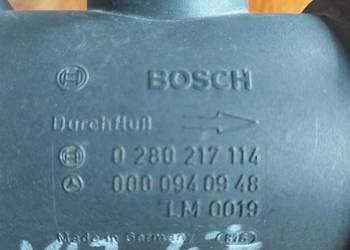 BOSCH
Durchfluß
0 280 217 114
000 094 09 48
LM 0019
Made in Germany